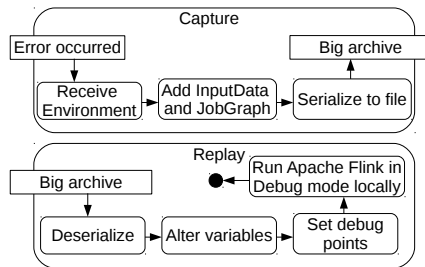 Capture
Error occurred
Big archive
Receive
Environment
Add InputData
and JobGraph
Serialize to file
Replay
Big archive
Run Apache Flink in
Debug mode locally
Deserialize
Alter variables
Set debug
points